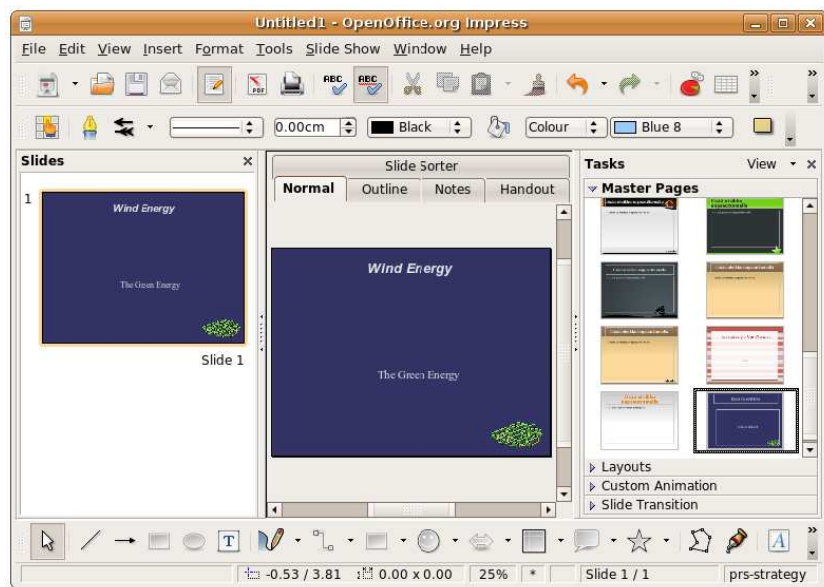 Untitled1 - OpenOffice.org Impress
File Edit View Insert Format Tools Slide Show Window Help
PDF ABC ABC
0.00cm Black Colour Blue 8
Slides
1
Wind Energy
The Green Energy
Slide 1
Slide Sorter
Normal Outline Notes Handout
Wind Energy
The Green Energy
Tasks View
Master Pages
Layouts
Custom Animation
Slide Transition
T A
-0.53 / 3.81 0.00 x 0.00 25% * Slide 1 / 1 prs-strategy